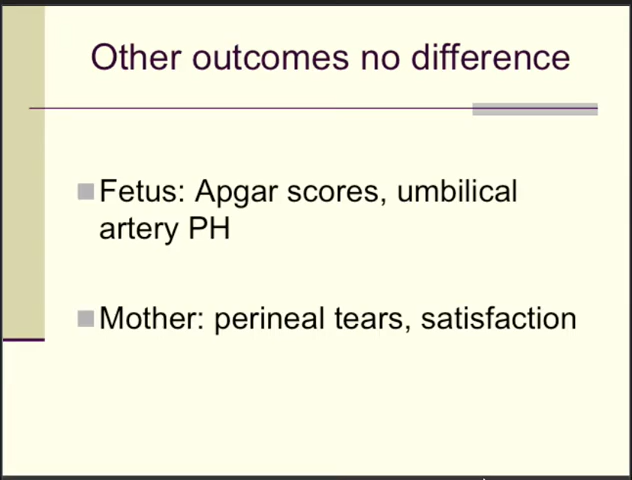 Other outcomes no difference
Fetus: Apgar scores, umbilical
artery PH
Mother: perineal tears, satisfaction